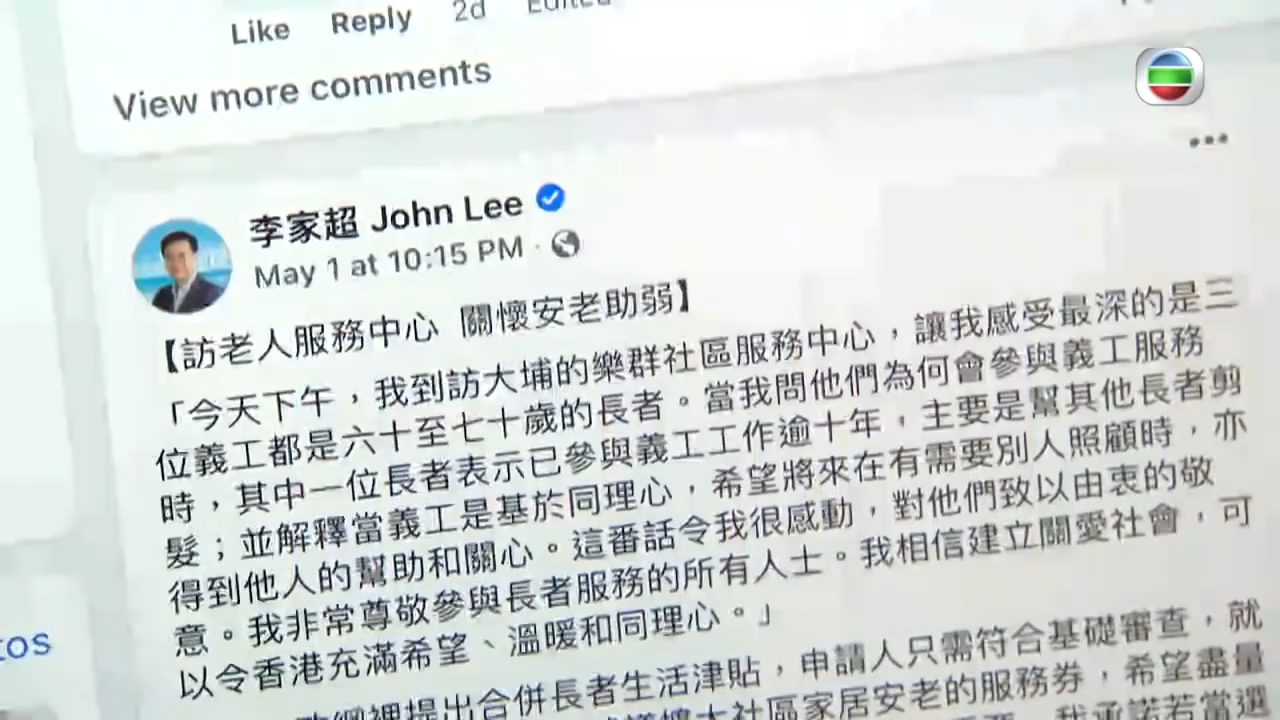 Like Reply 2d Edited
View more comments
李家超 John Lee
May 1 at 10:15 PM
【訪老人服務中心 關懷安老助弱】
「今天下午，我到訪大埔的樂群社區服務中心，讓我感受最深的是三
位義工都是六十至七十歲的長者。當我問他們為何會參與義工服務
時，其中一位長者表示已參與義工工作逾十年，主要是幫其他長者剪
髮；並解釋當義工是基於同理心，希望將來在有需要別人照顧時，亦
得到他人的幫助和關心。這番話令我很感動，對他們致以由衷的敬
意。我非常尊敬參與長者服務的所有人士。我相信建立關愛社會，可
以令香港充滿希望、溫暖和同理心。」
提出合併長者生活津貼，申請人只需符合基礎審查，就
擴大社區家居安老的服務券，希望盡量
我承諾若當選